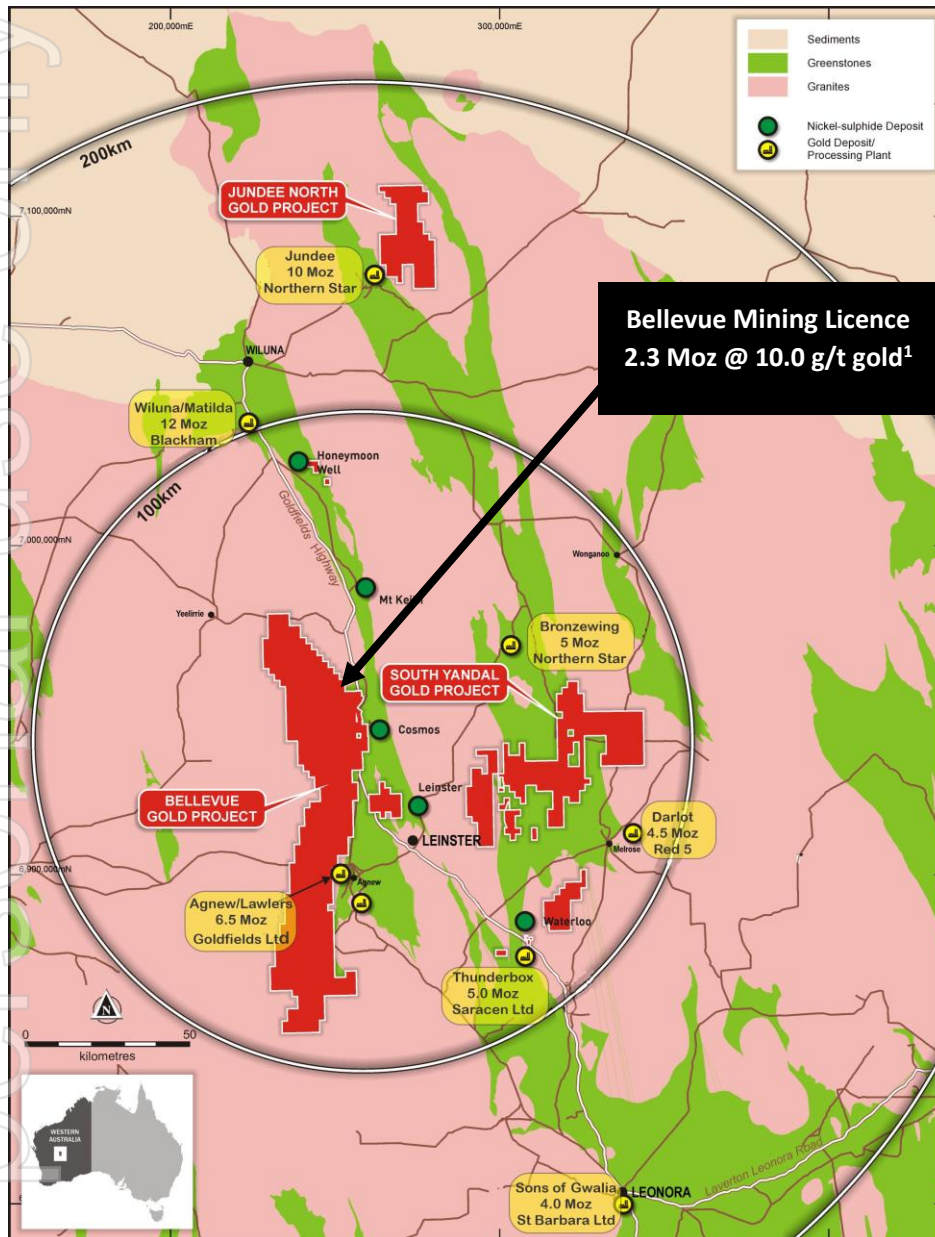 200,000mE
300,000mE
Sediments
Greenstones
Granites
Nickel-sulphide Deposit
Gold Deposit/
Processing Plant
200km
JUNDEE NORTH
GOLD PROJECT
7,100,000mN
Jundee
10 Moz
Northern Star
Bellevue Mining Licence
2.3 Moz @ 10.0 g/t gold1
WILUNA
Wiluna/Matilda
12 Moz
Blackham
Honeymoon
Well
100km
Goldfields Highway
7,000,000mN
Wonganoo
Mt Keith
Yeelirrie
Bronzewing
5 Moz
Northern Star
SOUTH YANDAL
GOLD PROJECT
Cosmos
BELLEVUE
GOLD PROJECT
Leinster
LEINSTER
Darlot
4.5 Moz
Red 5
Melrose
6,900,000mN
Agnew
Agnew/Lawlers
6.5 Moz
Goldfields Ltd
Waterloo
Thunderbox
5.0 Moz
Saracen Ltd
N
0
50
kilometres
WESTERN
AUSTRALIA
Laverton Leonora Road
Sons of Gwalia
4.0 Moz
St Barbara Ltd
LEONORA